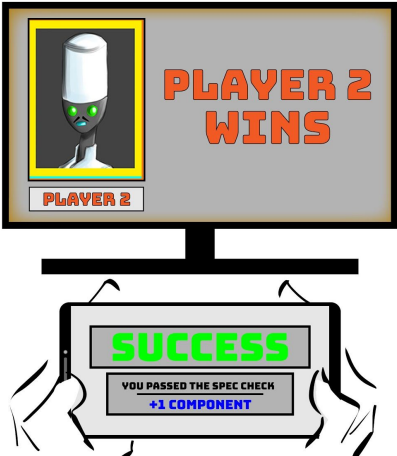 PLAYER 2
WINS
PLAYER 2
SUCCESS
YOU PASSED THE SPEC CHECK
+1 COMPONENT